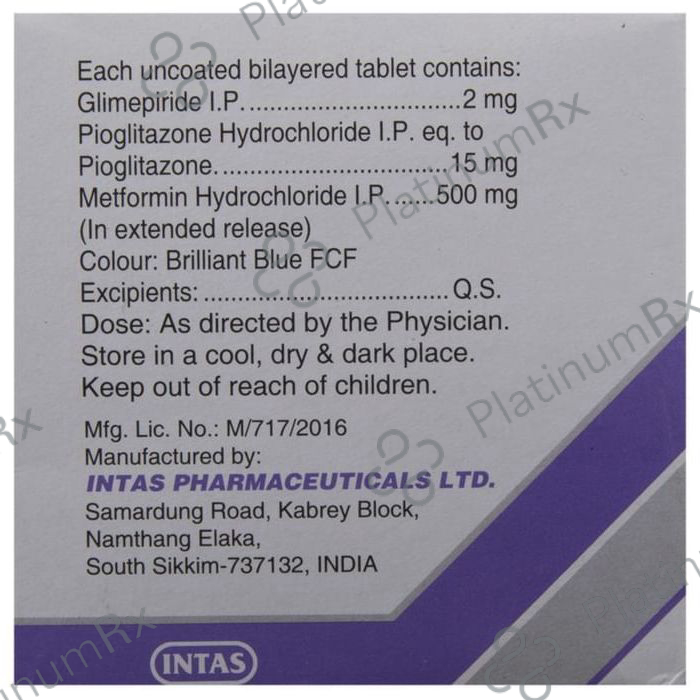 Each uncoated bilayered tablet contains:
Glimepiride I.P.................................2 mg
Pioglitazone Hydrochloride I.P. eq. to
Pioglitazone...................................15 mg
Metformin Hydrochloride I.P.......500 mg
(In extended release)
Colour: Brilliant Blue FCF
Excipients:.................................... Q.S.
Dose: As directed by the Physician.
Store in a cool, dry & dark place.
Keep out of reach of children.
Mfg. Lic. No.: M/717/2016
Manufactured by:
INTAS PHARMACEUTICALS LTD.
Samardung Road, Kabrey Block,
Namthang Elaka,
South Sikkim-737132, INDIA
INTAS
PlatinumRx
PlatinumRx